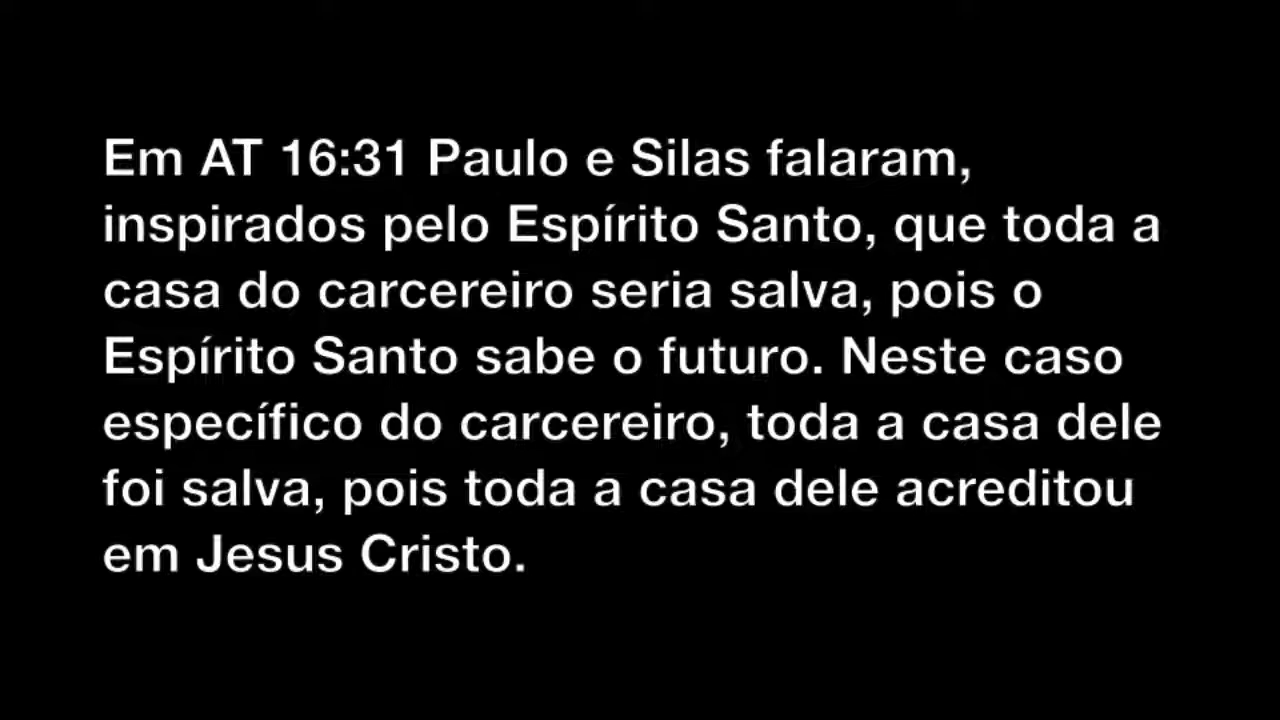 Em AT 16:31 Paulo e Silas falaram,
inspirados pelo Espírito Santo, que toda a
casa do carcereiro seria salva, pois o
Espírito Santo sabe o futuro. Neste caso
específico do carcereiro, toda a casa dele
foi salva, pois toda a casa dele acreditou
em Jesus Cristo.